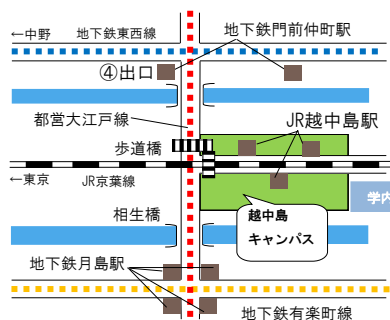 地下鉄東西線
←中野
地下鉄門前仲町駅
④出口
都営大江戸線
歩道橋
JR越中島駅
←東京
JR京葉線
学内
相生橋
越中島
キャンパス
地下鉄月島駅
地下鉄有楽町線